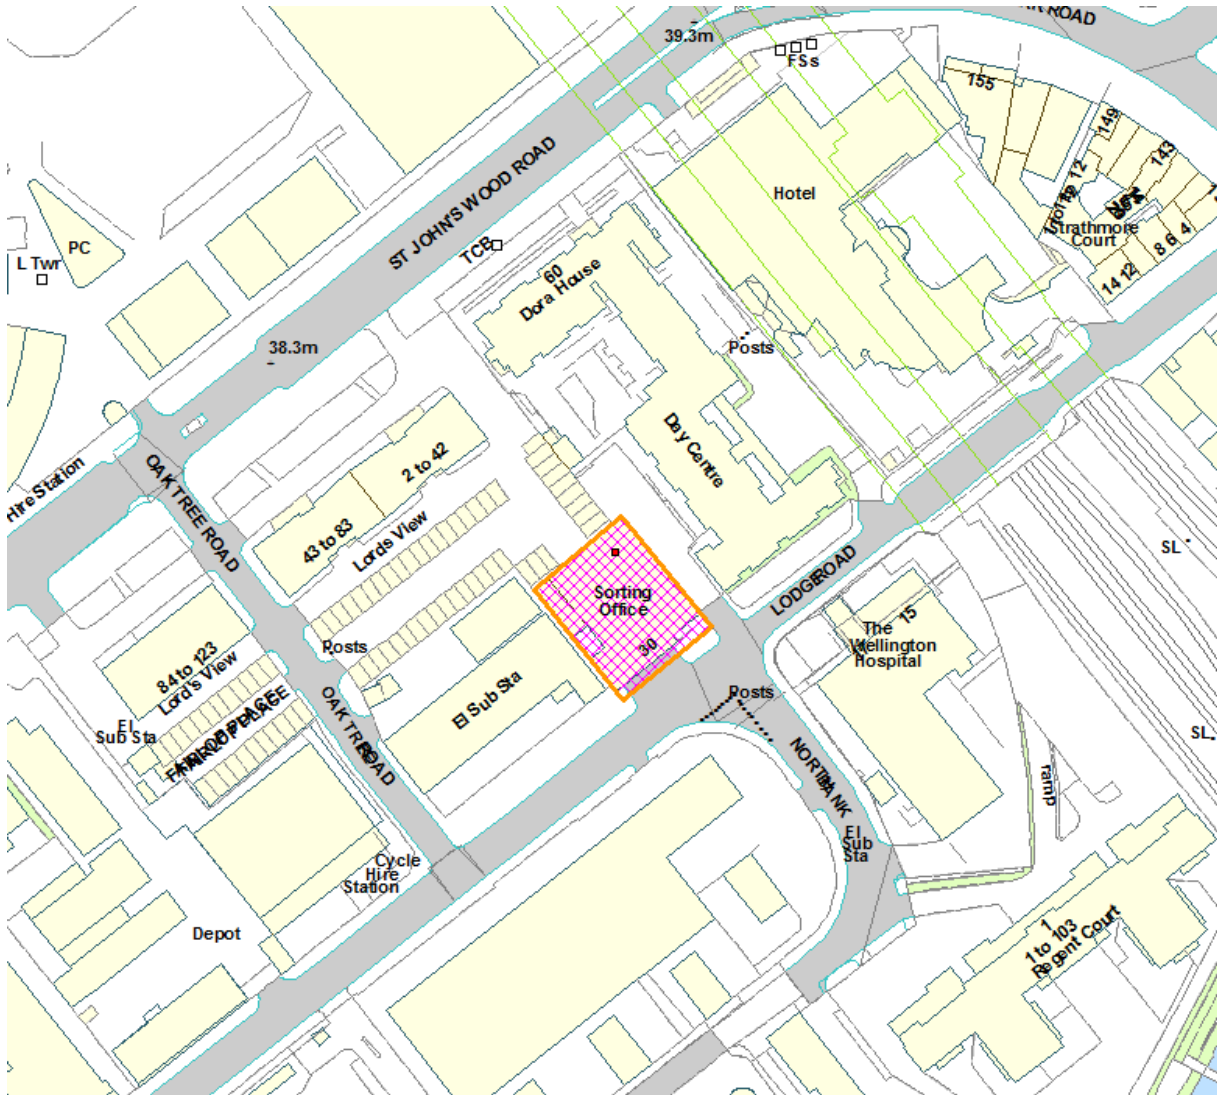 ROAD
39.3m
FSs
155
149
143
12
Hotel
Strathmore
Court
8 6 4
14 12
ST JOHN'S WOOD ROAD
PC
L Twr
TCB
60
Dora House
38.3m
Posts
Hire Station
OAK TREE ROAD
2 to 42
43 to 83
Lords View
Day Centre
SL
LODGE ROAD
Sorting
Office
30
15
The
Wellington
Hospital
Posts
84 to 123
Lord's View
El
Sub Sta
FAIRLOP PLACE
OAK TREE ROAD
El Sub Sta
Posts
SL
NORTH BANK
ramp
El
Sub
Sta
Cycle
Hire
Station
Depot
1
1 to 103
Regent Court